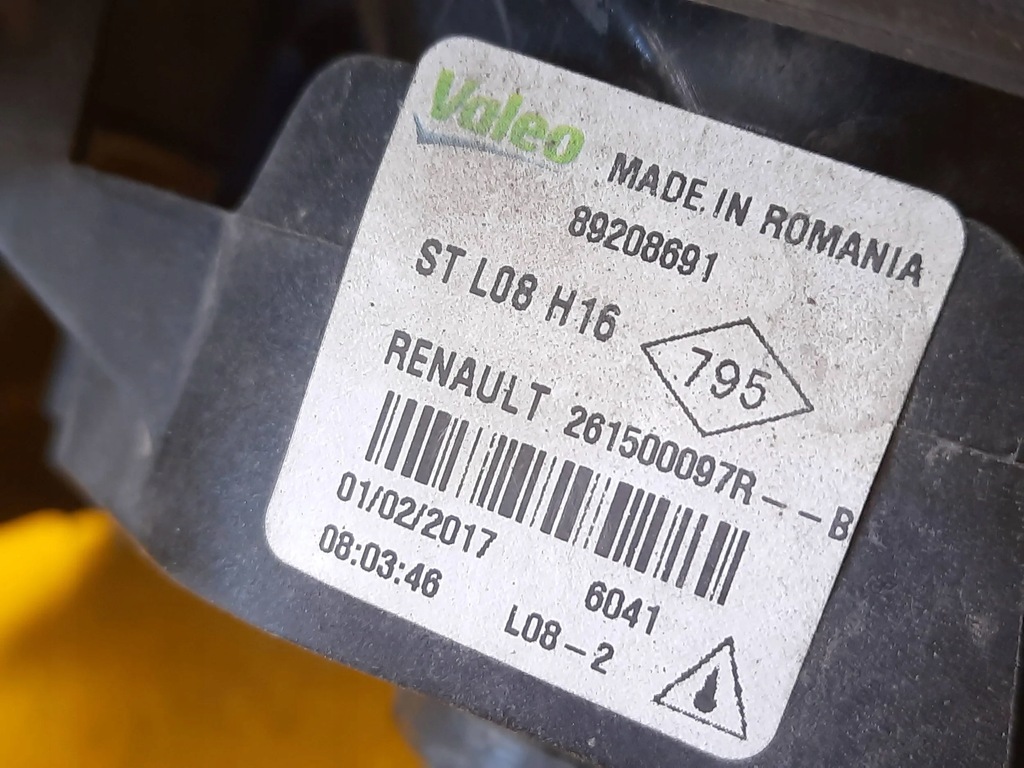 Valeo
MADE IN ROMANIA
89208691
ST L08 H16
795
RENAULT 261500097R--B
01/02/2017
08:03:46
6041
L08-2